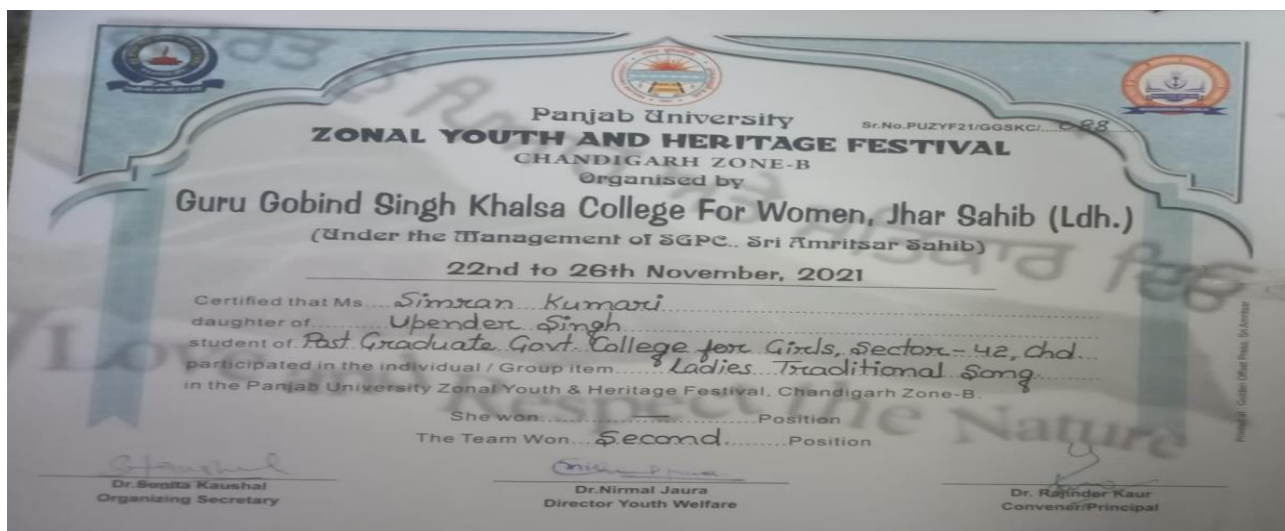 Panjab University
Sr.No.PUZYF21/GGSKC/....088
ZONAL YOUTH AND HERITAGE FESTIVAL
CHANDIGARH ZONE-B
Organised by
Guru Gobind Singh Khalsa College For Women, Jhar Sahib (Ldh.)
(Under the Management of SGPC.. Sri Amritsar Sahib)
22nd to 26th November, 2021
Certified that Ms....Simran Kumari
daughter of.........Upender Singh
student of Post Graduate Govt. College for Girls, Sector-42, Chd.
participated in the individual / Group item.... Ladies Traditional Song
in the Panjab University Zonal Youth & Heritage Festival, Chandigarh Zone-B.
She won....—....Position
The Team Won...Second.......Position
Love and Respect the Nature
Dr.Sunita Kaushal
Organizing Secretary
Dr.Nirmal Jaura
Director Youth Welfare
Dr. Rajinder Kaur
Convener/Principal